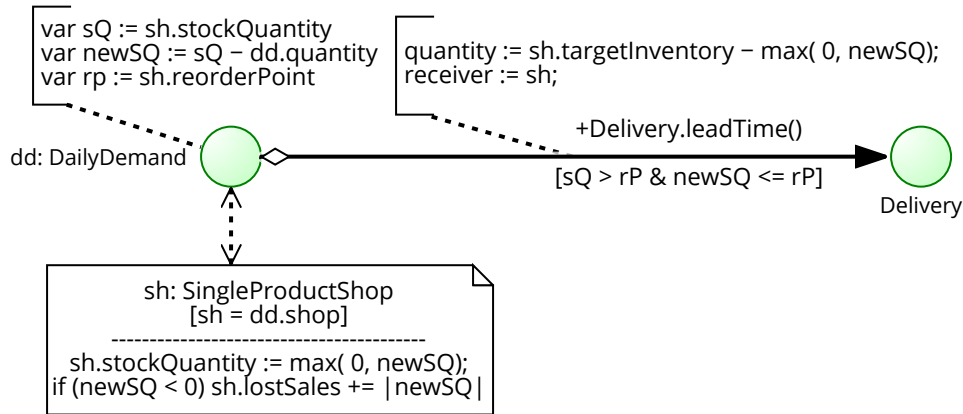 var sQ := sh.stockQuantity
var newSQ := sQ − dd.quantity
var rp := sh.reorderPoint
quantity := sh.targetInventory − max( 0, newSQ);
receiver := sh;
+Delivery.leadTime()
dd: DailyDemand
[sQ > rP & newSQ <= rP]
Delivery
sh: SingleProductShop
[sh = dd.shop]
-----------------------------------------
sh.stockQuantity := max( 0, newSQ);
if (newSQ < 0) sh.lostSales += |newSQ|